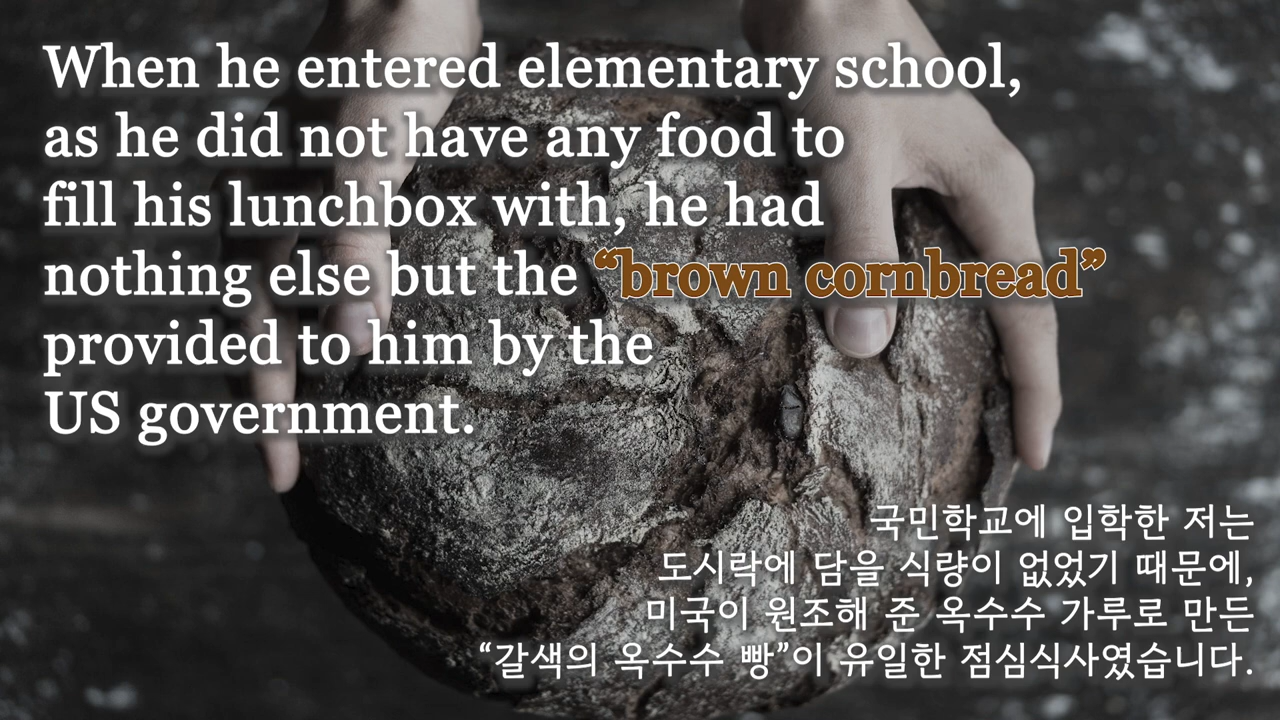 When he entered elementary school,
as he did not have any food to
fill his lunchbox with, he had
nothing else but the “brown cornbread”
provided to him by the
US government.
국민학교에 입학한 저는
도시락에 담을 식량이 없었기 때문에,
미국이 원조해 준 옥수수 가루로 만든
“갈색의 옥수수 빵”이 유일한 점심식사였습니다.